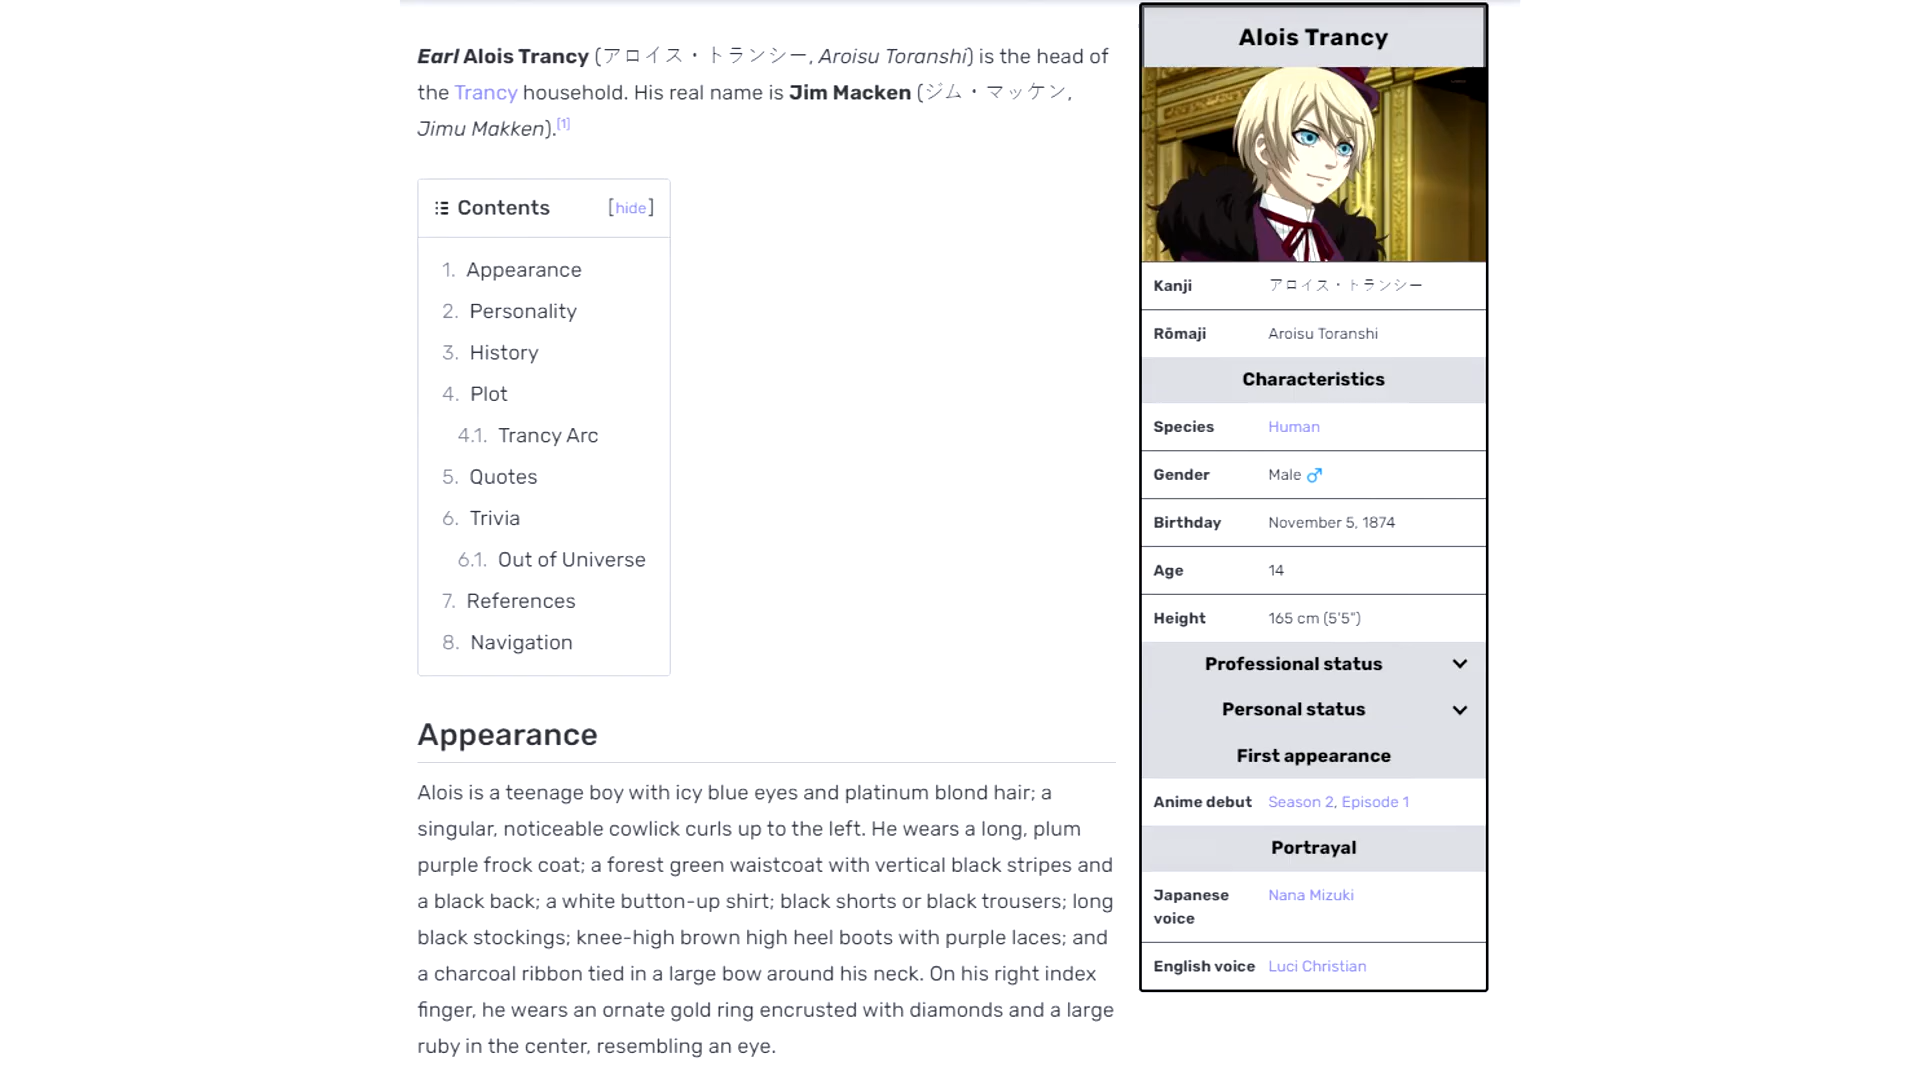 Earl Alois Trancy (アロイス・トランシー, Aroisu Toranshi) is the head of
the Trancy household. His real name is Jim Macken (ジム・マッケン,
Jimu Makken).[1]
Contents [hide]
1. Appearance
2. Personality
3. History
4. Plot
4.1. Trancy Arc
5. Quotes
6. Trivia
6.1. Out of Universe
7. References
8. Navigation
Appearance
Alois is a teenage boy with icy blue eyes and platinum blond hair; a
singular, noticeable cowlick curls up to the left. He wears a long, plum
purple frock coat; a forest green waistcoat with vertical black stripes and
a black back; a white button-up shirt; black shorts or black trousers; long
black stockings; knee-high brown high heel boots with purple laces; and
a charcoal ribbon tied in a large bow around his neck. On his right index
finger, he wears an ornate gold ring encrusted with diamonds and a large
ruby in the center, resembling an eye.
Alois Trancy
Kanji アロイス・トランシー
Rōmaji Aroisu Toranshi
Characteristics
Species Human
Gender Male ♂
Birthday November 5, 1874
Age 14
Height 165 cm (5'5")
Professional status
Personal status
First appearance
Anime debut Season 2, Episode 1
Portrayal
Japanese voice Nana Mizuki
English voice Luci Christian